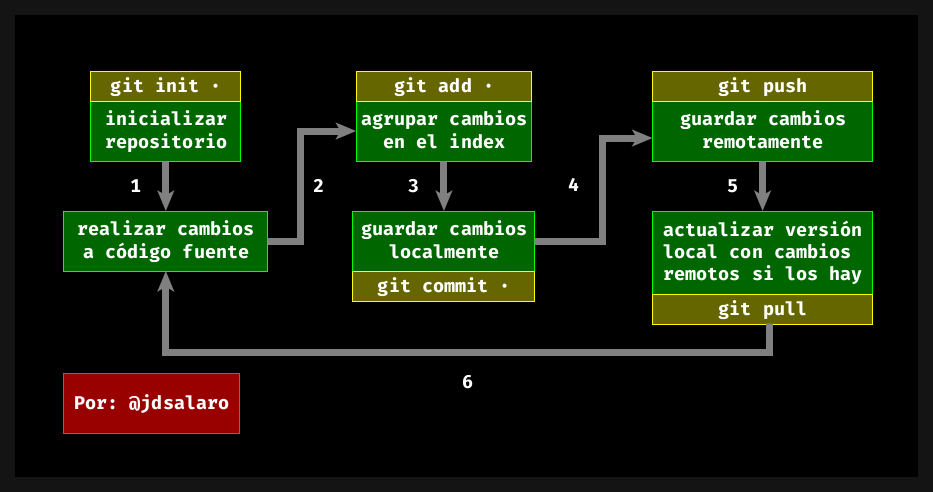 git init ·
inicializar
repositorio
1
realizar cambios
a código fuente
2
git add ·
agrupar cambios
en el index
3
guardar cambios
localmente
git commit ·
4
git push
guardar cambios
remotamente
5
actualizar versión
local con cambios
remotos si los hay
git pull
6
Por: @jdsalaro